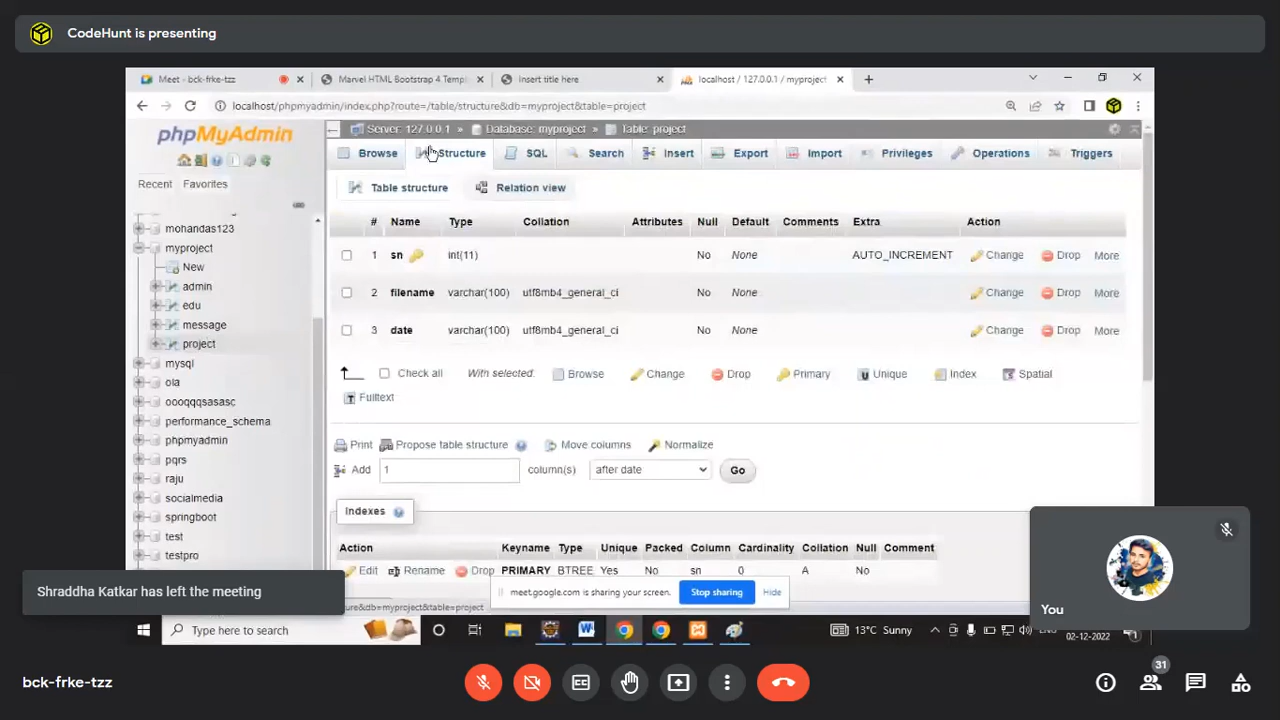 CodeHunt is presenting
Meet - bck-frke-tzz
Marvel HTML Bootstrap 4 Templ
Insert title here
localhost / 127.0.0.1 / myproject
localhost/phpmyadmin/index.php?route=/table/structure&db=myproject&table=project
phpMyAdmin
Server: 127.0.0.1 » Database: myproject » Table: project
Browse Structure SQL Search Insert Export Import Privileges Operations Triggers
Recent Favorites
Table structure Relation view
mohandas123
myproject
New
admin
edu
message
project
mysql
ola
performance_schema
phpmyadmin
pqrs
raju
socialmedia
springboot
test
testpro
# Name Type Collation Attributes Null Default Comments Extra Action
1 sn int(11) No None AUTO_INCREMENT Change Drop More
2 filename varchar(100) utf8mb4_general_ci No None Change Drop More
3 date varchar(100) utf8mb4_general_ci No None Change Drop More
Check all With selected: Browse Change Drop Primary Unique Index Spatial
Fulltext
Print Propose table structure Move columns Normalize
Add 1 column(s) after date Go
Indexes
Action Keyname Type Unique Packed Column Cardinality Collation Null Comment
Edit Rename Drop PRIMARY BTREE Yes No sn 0 A No
meet.google.com is sharing your screen. Stop sharing Hide
Shraddha Katkar has left the meeting
ure&db=myproject&table=project
You
Type here to search
13°C Sunny
02-12-2022
bck-frke-tzz
31